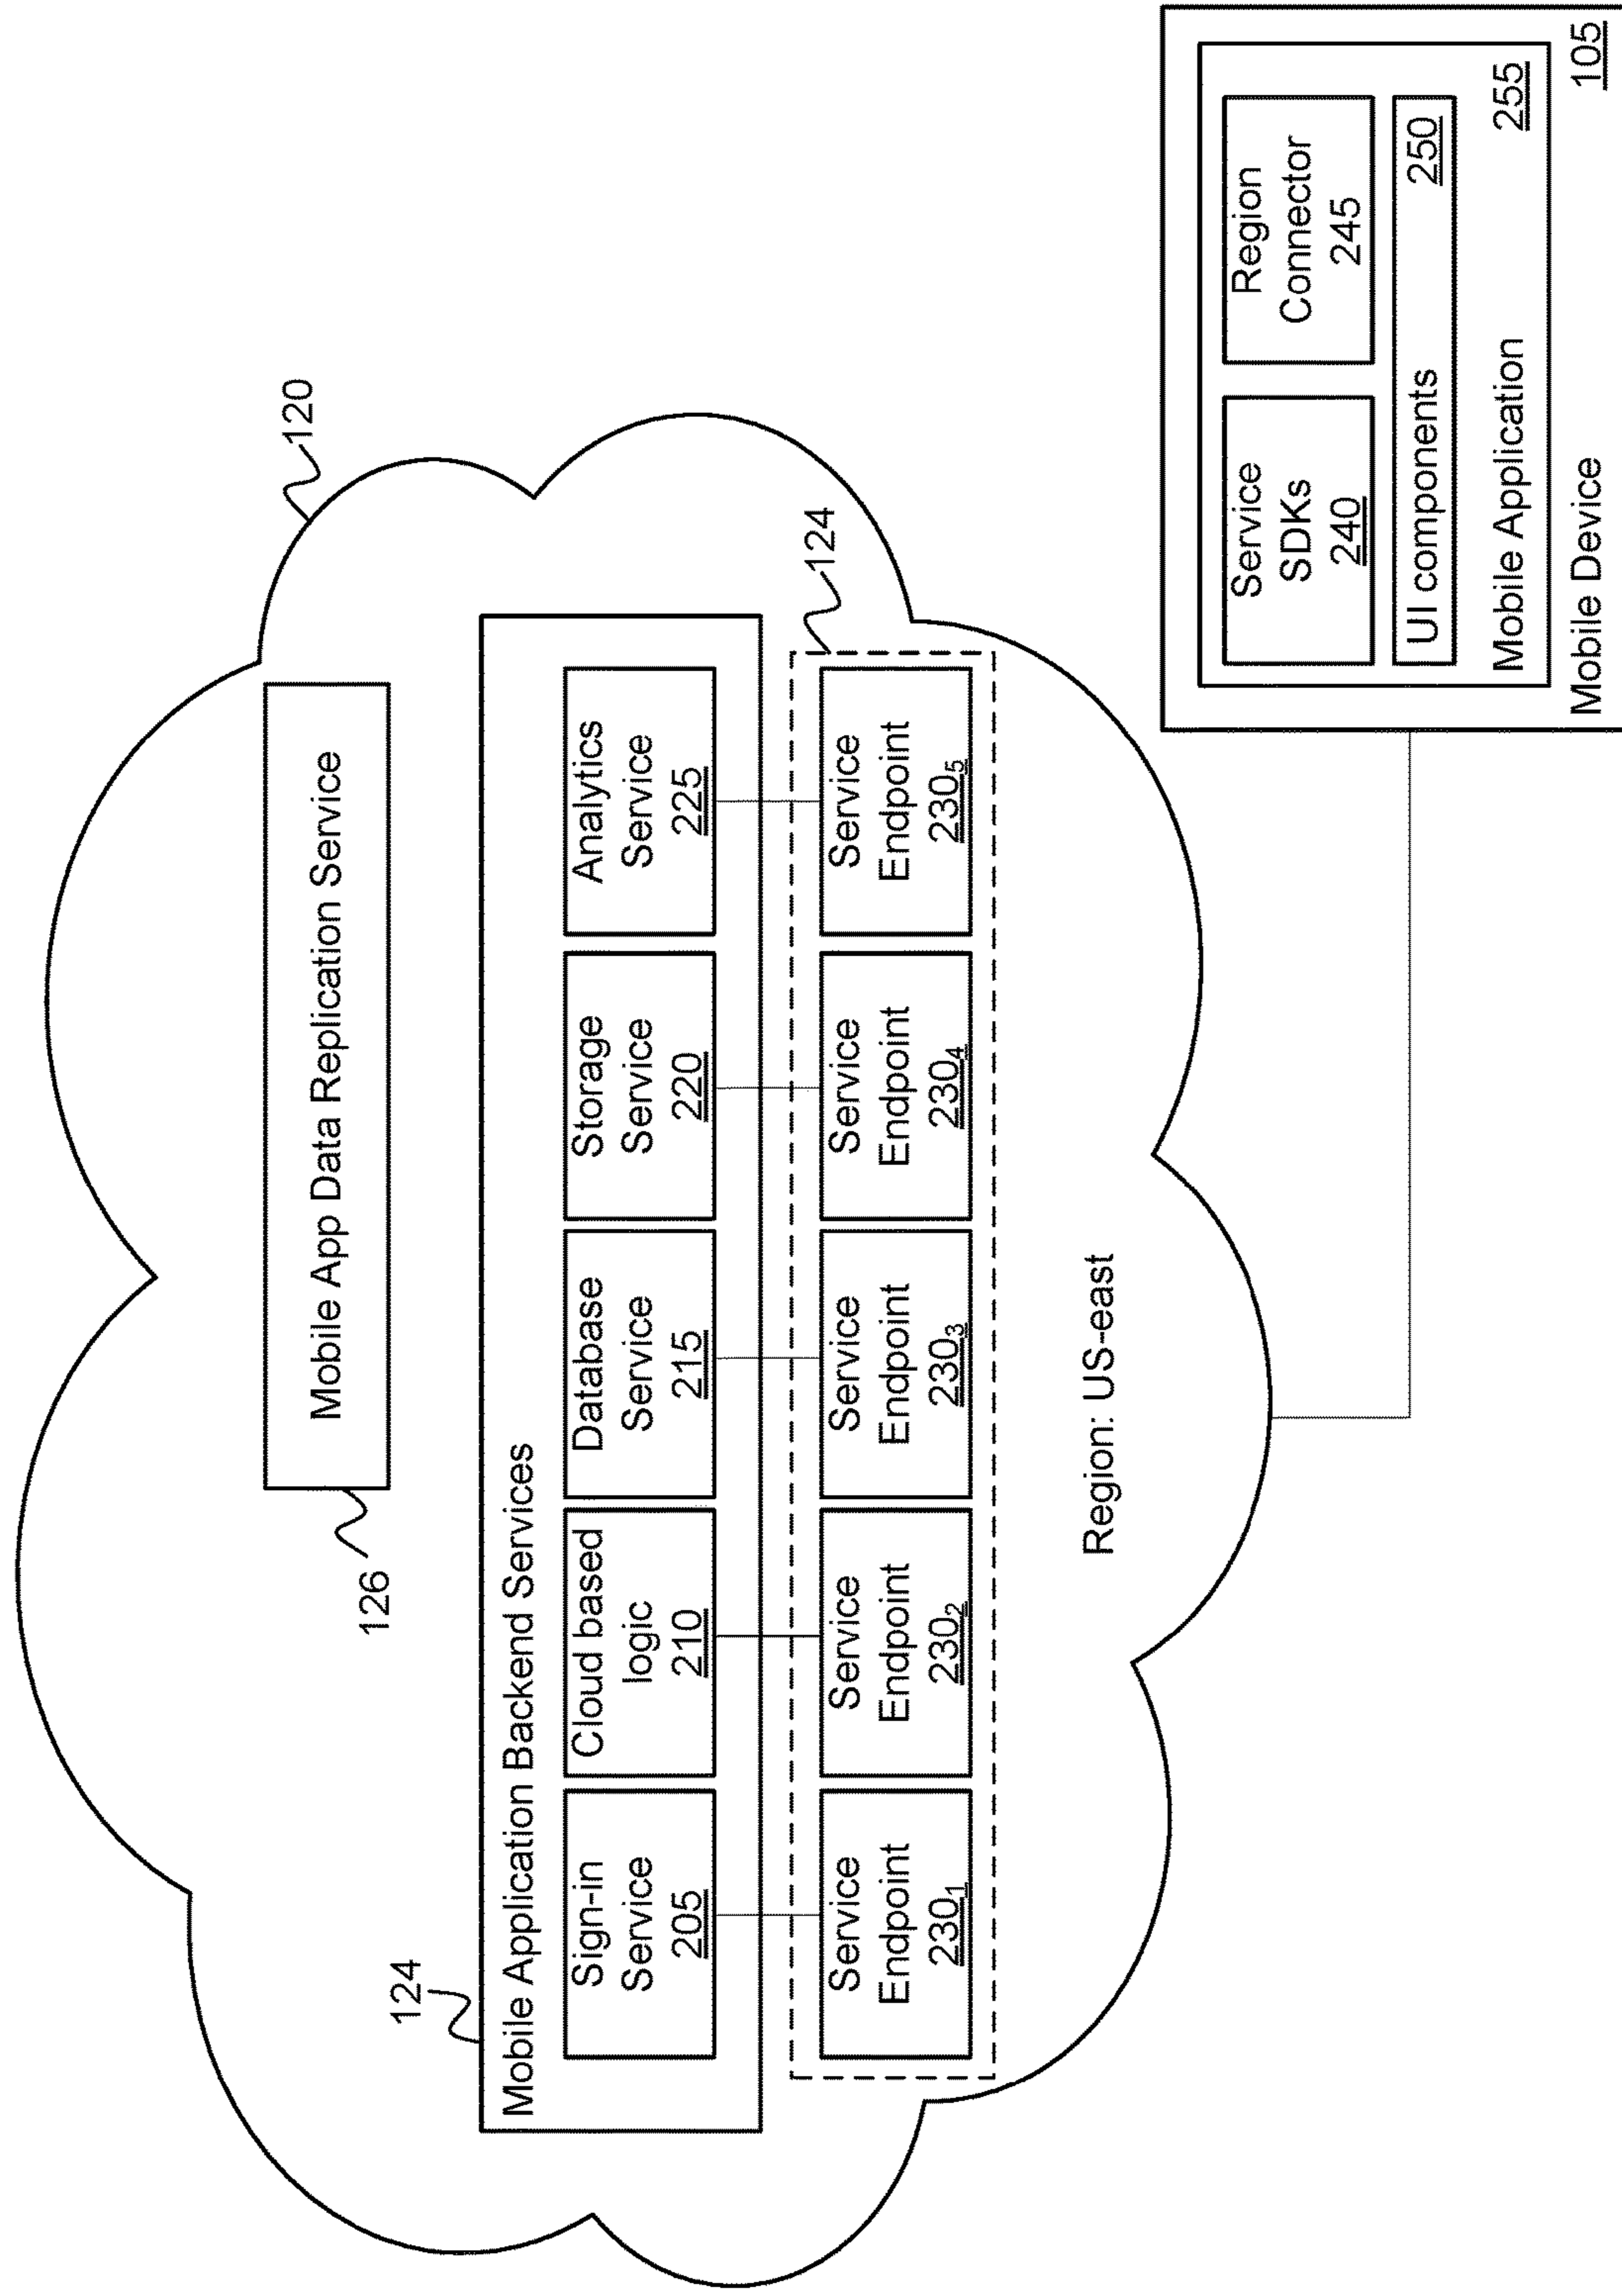 120
Mobile App Data Replication Service
126
124
Mobile Application Backend Services
Sign-in
Service
205
Cloud based
logic
210
Database
Service
215
Storage
Service
220
Analytics
Service
225
124
Service
Endpoint
230₁
Service
Endpoint
230₂
Service
Endpoint
230₃
Service
Endpoint
230₄
Service
Endpoint
230₅
Region: US-east
Service
SDKs
240
Region
Connector
245
UI components 250
Mobile Application 255
Mobile Device 105